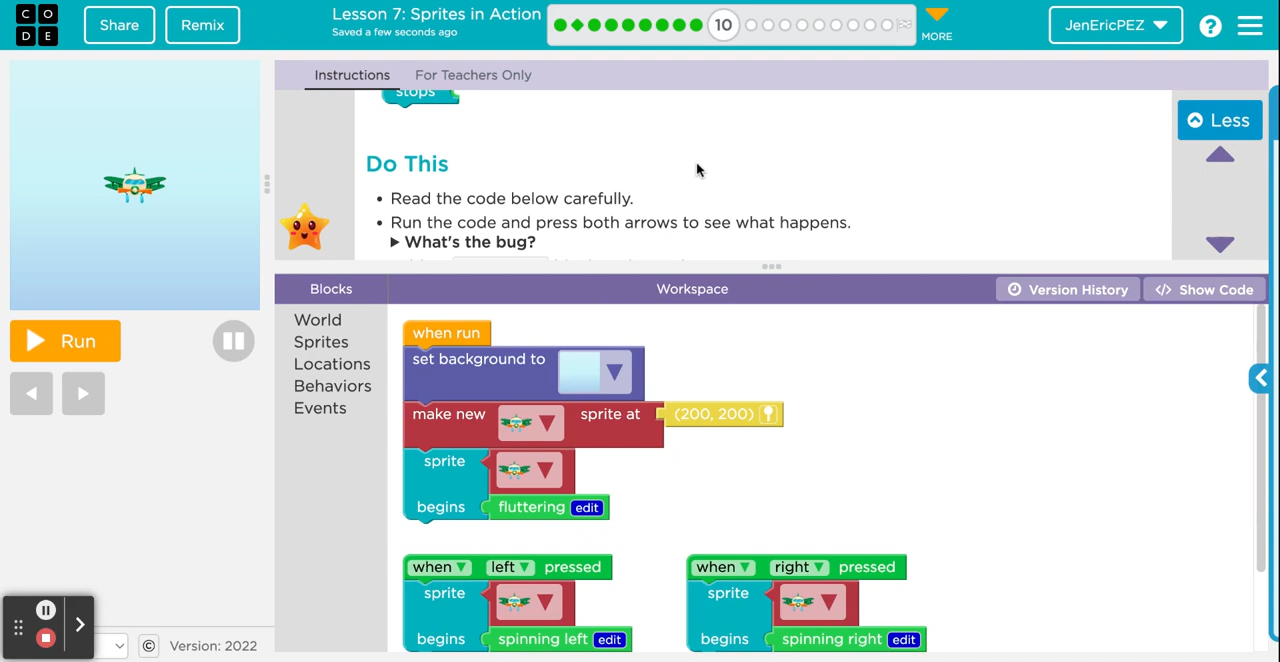 CO
DE
Share
Remix
Lesson 7: Sprites in Action
Saved a few seconds ago
10
MORE
JenEricPEZ
?
Instructions
For Teachers Only
stops
Less
Do This
• Read the code below carefully.
• Run the code and press both arrows to see what happens.
What's the bug?
Blocks
Workspace
Version History
</> Show Code
Run
World
Sprites
Locations
Behaviors
Events
when run
set background to
make new sprite at (200, 200)
sprite
begins fluttering edit
when left pressed
sprite
begins spinning left edit
when right pressed
sprite
begins spinning right edit
© Version: 2022